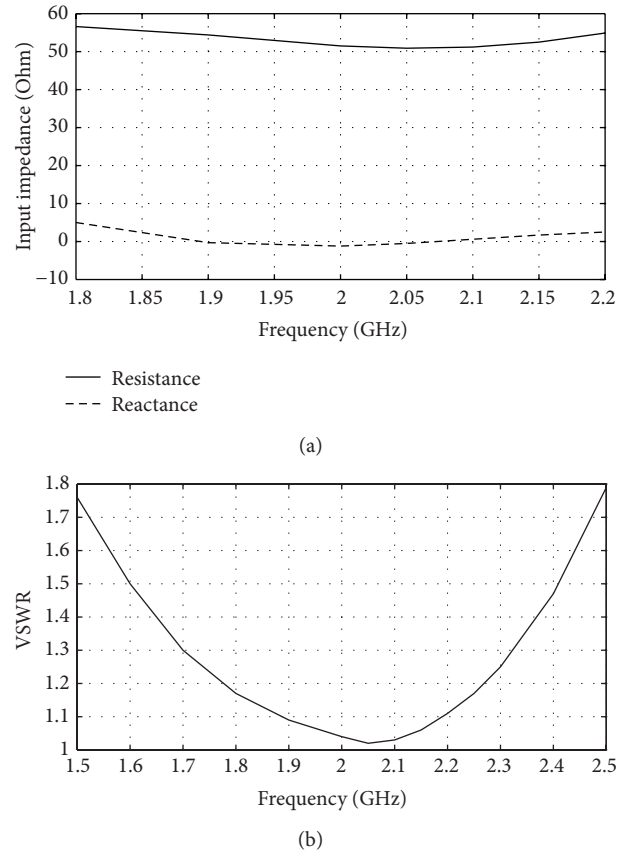 60
50
40
30
20
10
0
−10
Input impedance (Ohm)
1.8 1.85 1.9 1.95 2 2.05 2.1 2.15 2.2
Frequency (GHz)
Resistance
Reactance
(a)
1.8
1.7
1.6
1.5
1.4
1.3
1.2
1.1
1
VSWR
1.5 1.6 1.7 1.8 1.9 2 2.1 2.2 2.3 2.4 2.5
Frequency (GHz)
(b)